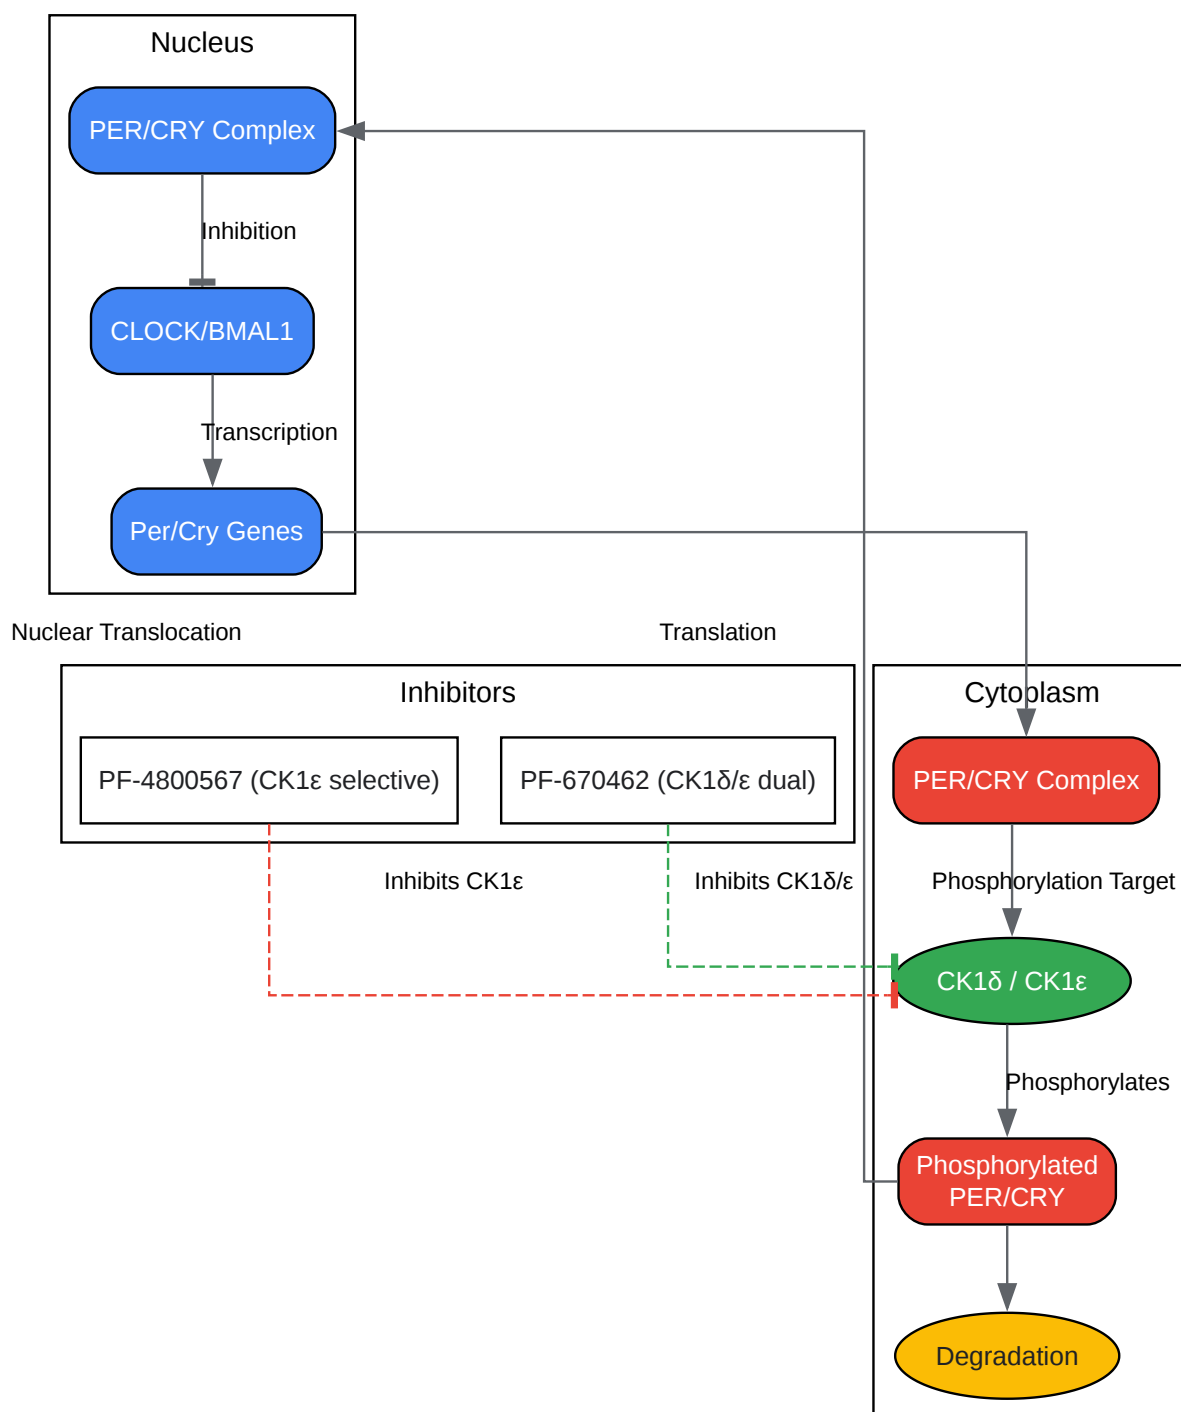 Nucleus
PER/CRY Complex
Inhibition
CLOCK/BMAL1
Transcription
Per/Cry Genes
Nuclear Translocation
Translation
Inhibitors
PF-4800567 (CK1ε selective)
PF-670462 (CK1δ/ε dual)
Inhibits CK1ε
Inhibits CK1δ/ε
Cytoplasm
PER/CRY Complex
Phosphorylation Target
CK1δ / CK1ε
Phosphorylates
Phosphorylated
PER/CRY
Degradation